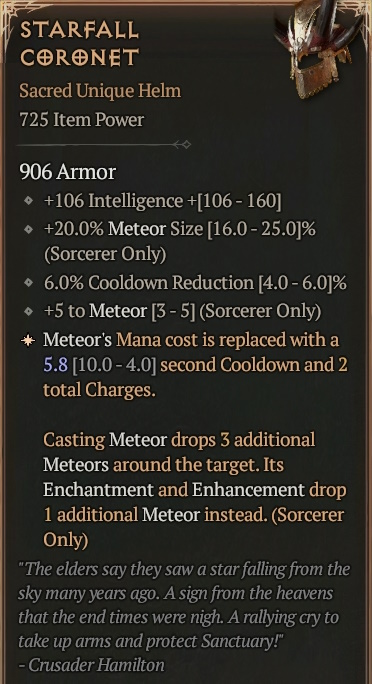 STARFALL
CORONET
Sacred Unique Helm
725 Item Power
906 Armor
+106 Intelligence +[106 - 160]
+20.0% Meteor Size [16.0 - 25.0]%
(Sorcerer Only)
6.0% Cooldown Reduction [4.0 - 6.0]%
+5 to Meteor [3 - 5] (Sorcerer Only)
Meteor's Mana cost is replaced with a
5.8 [10.0 - 4.0] second Cooldown and 2
total Charges.
Casting Meteor drops 3 additional
Meteors around the target. Its
Enchantment and Enhancement drop
1 additional Meteor instead. (Sorcerer
Only)
"The elders say they saw a star falling from the
sky many years ago. A sign from the heavens
that the end times were nigh. A rallying cry to
take up arms and protect Sanctuary!"
- Crusader Hamilton